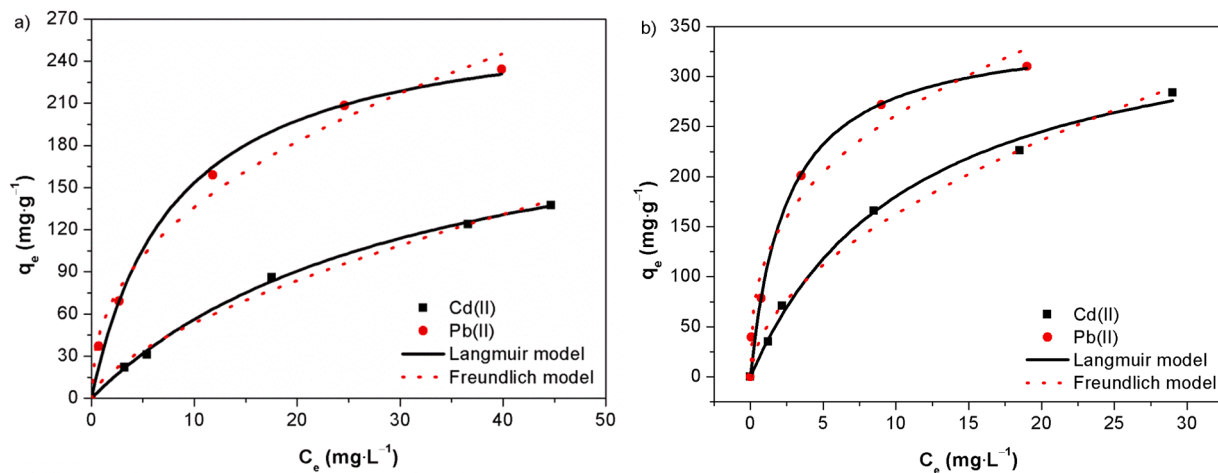 a)
270
240
210
180
150
120
90
60
30
0
qₑ (mg·g⁻¹)
Cd(II)
Pb(II)
Langmuir model
Freundlich model
0 10 20 30 40 50
Cₑ (mg·L⁻¹)
b)
350
300
250
200
150
100
50
0
qₑ (mg·g⁻¹)
Cd(II)
Pb(II)
Langmuir model
Freundlich model
0 5 10 15 20 25 30
Cₑ (mg·L⁻¹)